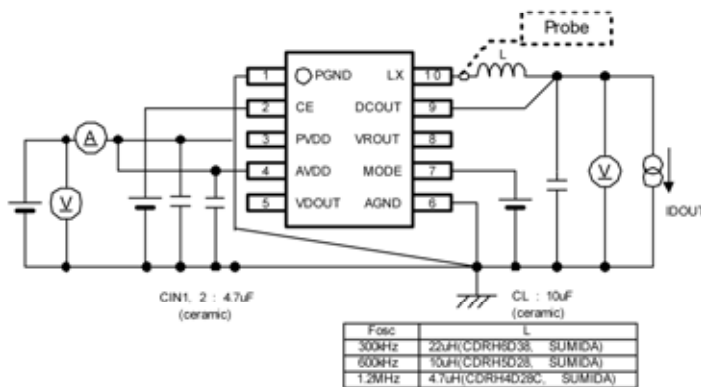 Probe
L
1 PGND LX 10
2 CE DCOUT 9
3 PVDD VROUT 8
4 AVDD MODE 7
5 VDOUT AGND 6
A
V
V
IDOUT
CIN1, 2 : 4.7uF
(ceramic)
CL : 10uF
(ceramic)
Fosc L
300kHz 22uH(CDRH6D38, SUMIDA)
600kHz 10uH(CDRH5D28, SUMIDA)
1.2MHz 4.7uH(CDRH4D28C, SUMIDA)